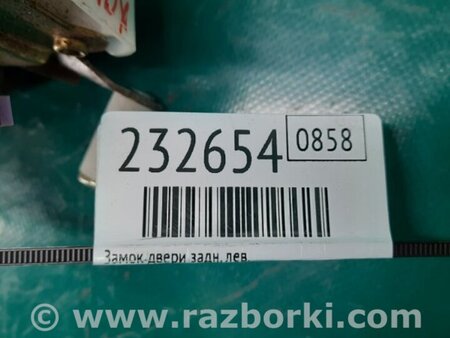 232654 0858
Замок двери задн. лев
© www.razborki.com